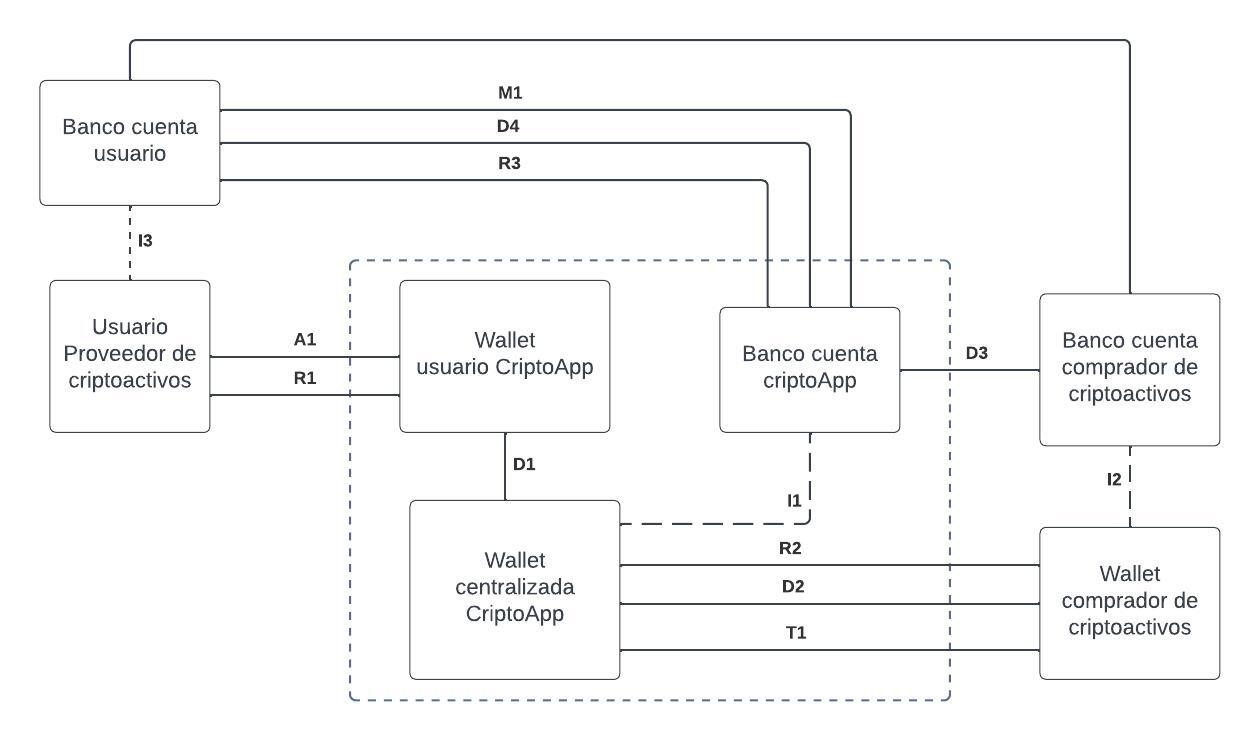 M1
Banco cuenta
usuario
D4
R3
I3
Usuario
Proveedor de
criptoactivos
A1
R1
Wallet
usuario CriptoApp
Banco cuenta
criptoApp
D3
Banco cuenta
comprador de
criptoactivos
D1
I1
I2
Wallet
centralizada
CriptoApp
R2
D2
T1
Wallet
comprador de
criptoactivos